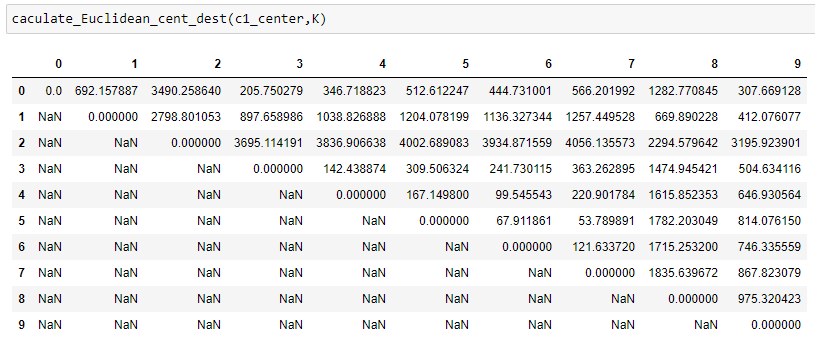 caculate_Euclidean_cent_dest(c1_center,K)
0 1 2 3 4 5 6 7 8 9
0 0.0 692.157887 3490.258640 205.750279 346.718823 512.612247 444.731001 566.201992 1282.770845 307.669128
1 NaN 0.000000 2798.801053 897.658986 1038.826888 1204.078199 1136.327344 1257.449528 669.890228 412.076077
2 NaN NaN 0.000000 3695.114191 3836.906638 4002.689083 3934.871559 4056.135573 2294.579642 3195.923901
3 NaN NaN NaN 0.000000 142.438874 309.506324 241.730115 363.262895 1474.945421 504.634116
4 NaN NaN NaN NaN 0.000000 167.149800 99.545543 220.901784 1615.852353 646.930564
5 NaN NaN NaN NaN NaN 0.000000 67.911861 53.789891 1782.203049 814.076150
6 NaN NaN NaN NaN NaN NaN 0.000000 121.633720 1715.253200 746.335559
7 NaN NaN NaN NaN NaN NaN NaN 0.000000 1835.639672 867.823079
8 NaN NaN NaN NaN NaN NaN NaN NaN 0.000000 975.320423
9 NaN NaN NaN NaN NaN NaN NaN NaN NaN 0.000000